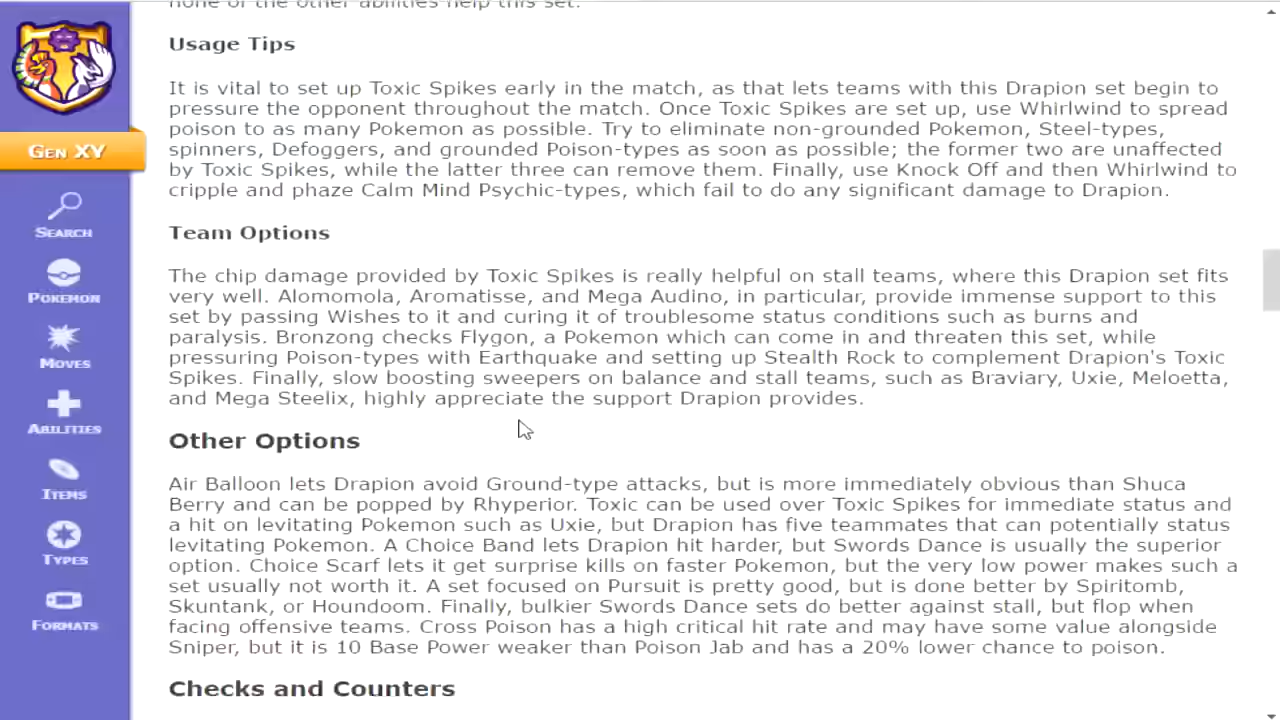 none of the other abilities help this set.
Usage Tips
It is vital to set up Toxic Spikes early in the match, as that lets teams with this Drapion set begin to
pressure the opponent throughout the match. Once Toxic Spikes are set up, use Whirlwind to spread
poison to as many Pokemon as possible. Try to eliminate non-grounded Pokemon, Steel-types,
spinners, Defoggers, and grounded Poison-types as soon as possible; the former two are unaffected
by Toxic Spikes, while the latter three can remove them. Finally, use Knock Off and then Whirlwind to
cripple and phaze Calm Mind Psychic-types, which fail to do any significant damage to Drapion.
Team Options
The chip damage provided by Toxic Spikes is really helpful on stall teams, where this Drapion set fits
very well. Alomomola, Aromatisse, and Mega Audino, in particular, provide immense support to this
set by passing Wishes to it and curing it of troublesome status conditions such as burns and
paralysis. Bronzong checks Flygon, a Pokemon which can come in and threaten this set, while
pressuring Poison-types with Earthquake and setting up Stealth Rock to complement Drapion's Toxic
Spikes. Finally, slow boosting sweepers on balance and stall teams, such as Braviary, Uxie, Meloetta,
and Mega Steelix, highly appreciate the support Drapion provides.
Other Options
Air Balloon lets Drapion avoid Ground-type attacks, but is more immediately obvious than Shuca
Berry and can be popped by Rhyperior. Toxic can be used over Toxic Spikes for immediate status and
a hit on levitating Pokemon such as Uxie, but Drapion has five teammates that can potentially status
levitating Pokemon. A Choice Band lets Drapion hit harder, but Swords Dance is usually the superior
option. Choice Scarf lets it get surprise kills on faster Pokemon, but the very low power makes such a
set usually not worth it. A set focused on Pursuit is pretty good, but is done better by Spiritomb,
Skuntank, or Houndoom. Finally, bulkier Swords Dance sets do better against stall, but flop when
facing offensive teams. Cross Poison has a high critical hit rate and may have some value alongside
Sniper, but it is 10 Base Power weaker than Poison Jab and has a 20% lower chance to poison.
Checks and Counters
Gen XY
Search
Pokemon
Moves
Abilities
Items
Types
Formats